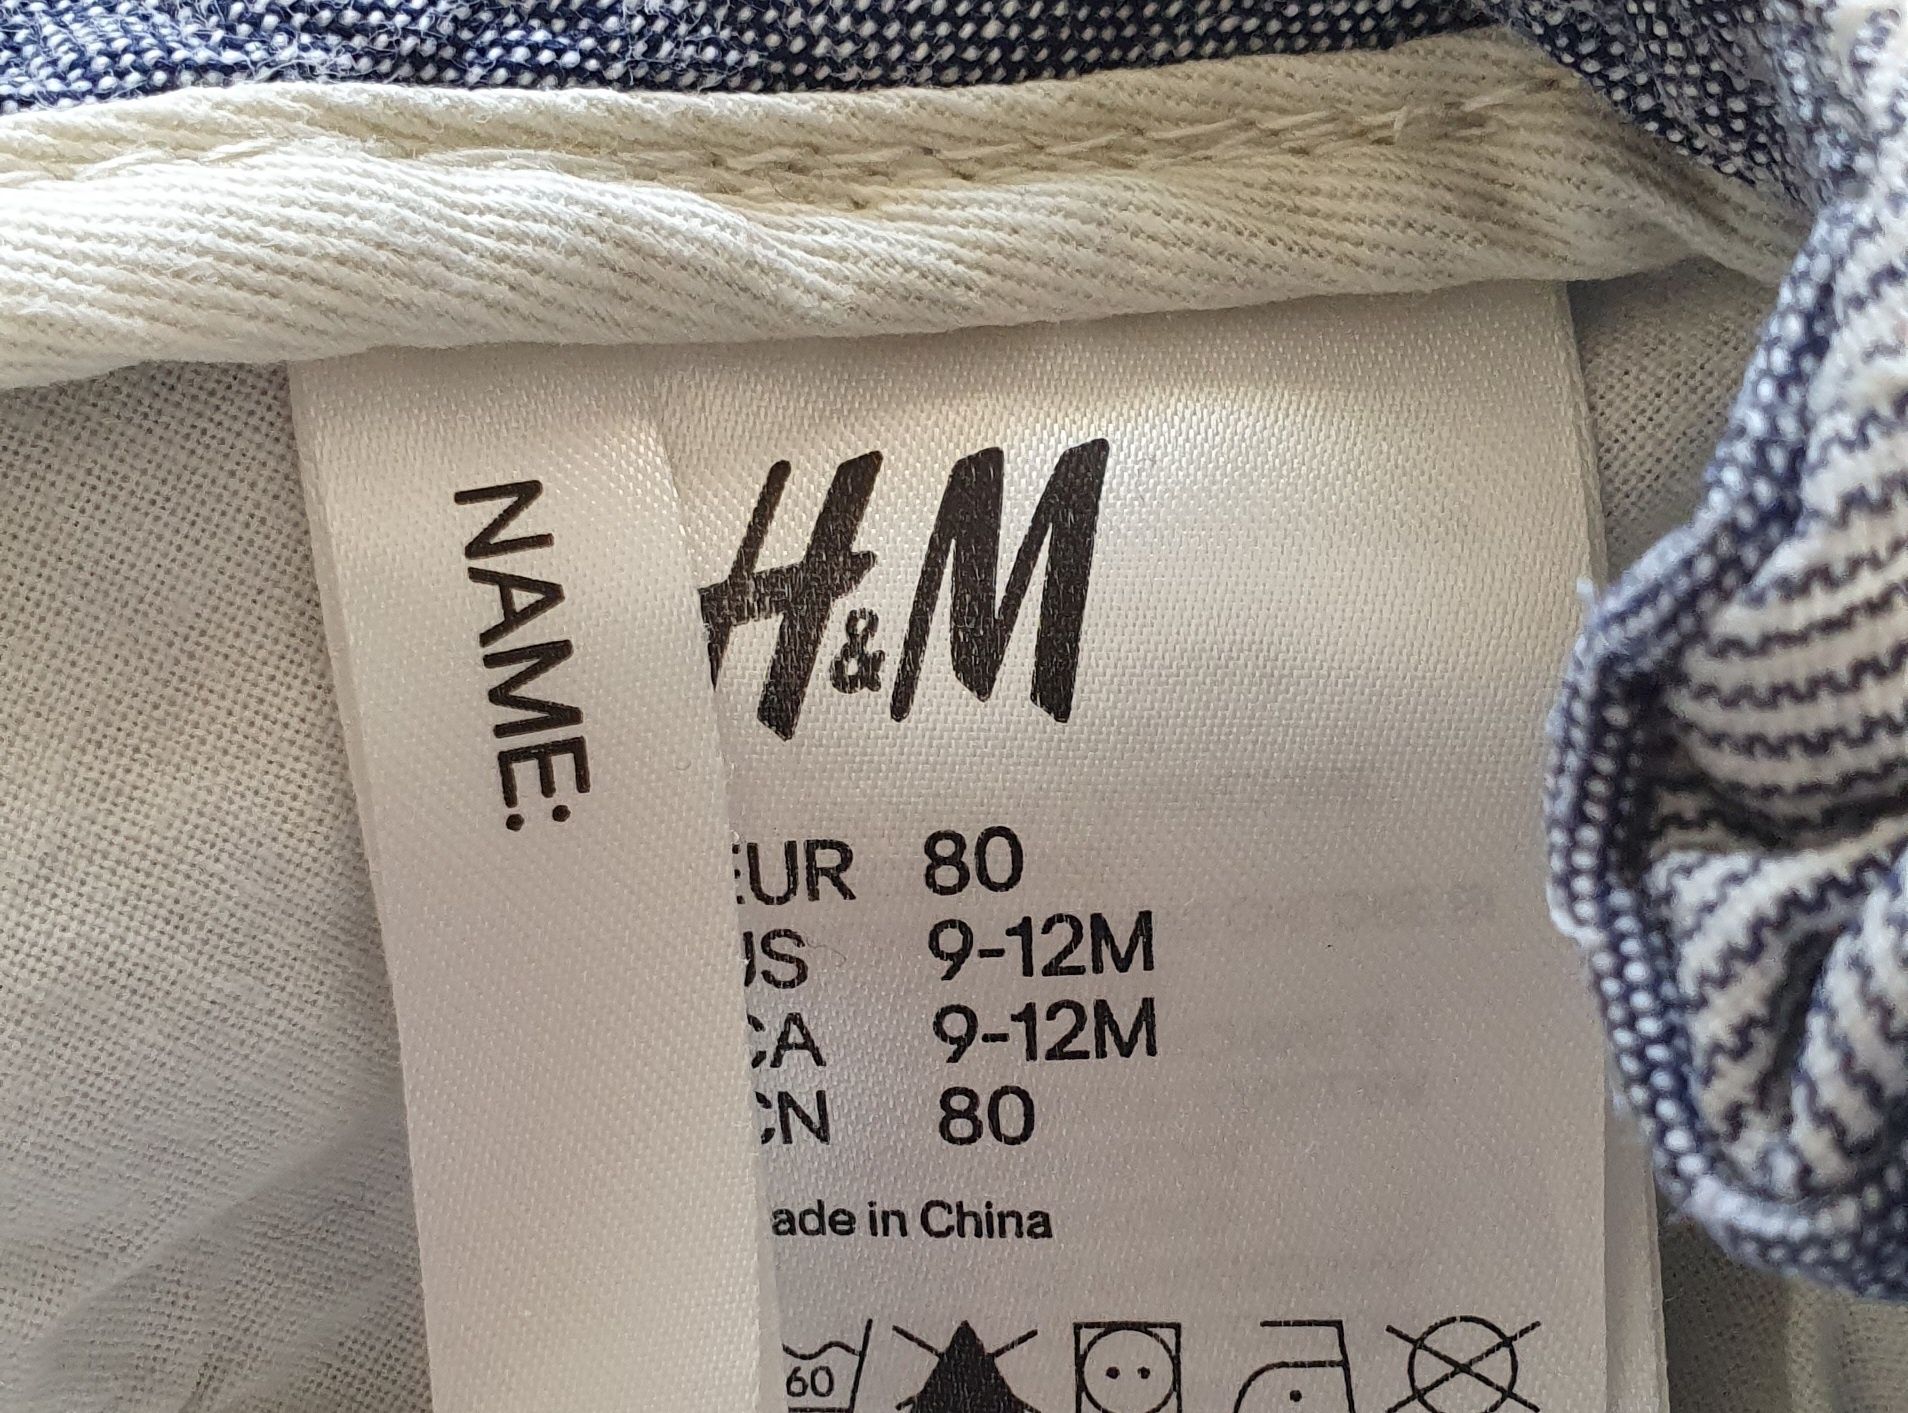 NAME:
H&M
EUR 80
US 9-12M
CA 9-12M
CN 80
ade in China
60